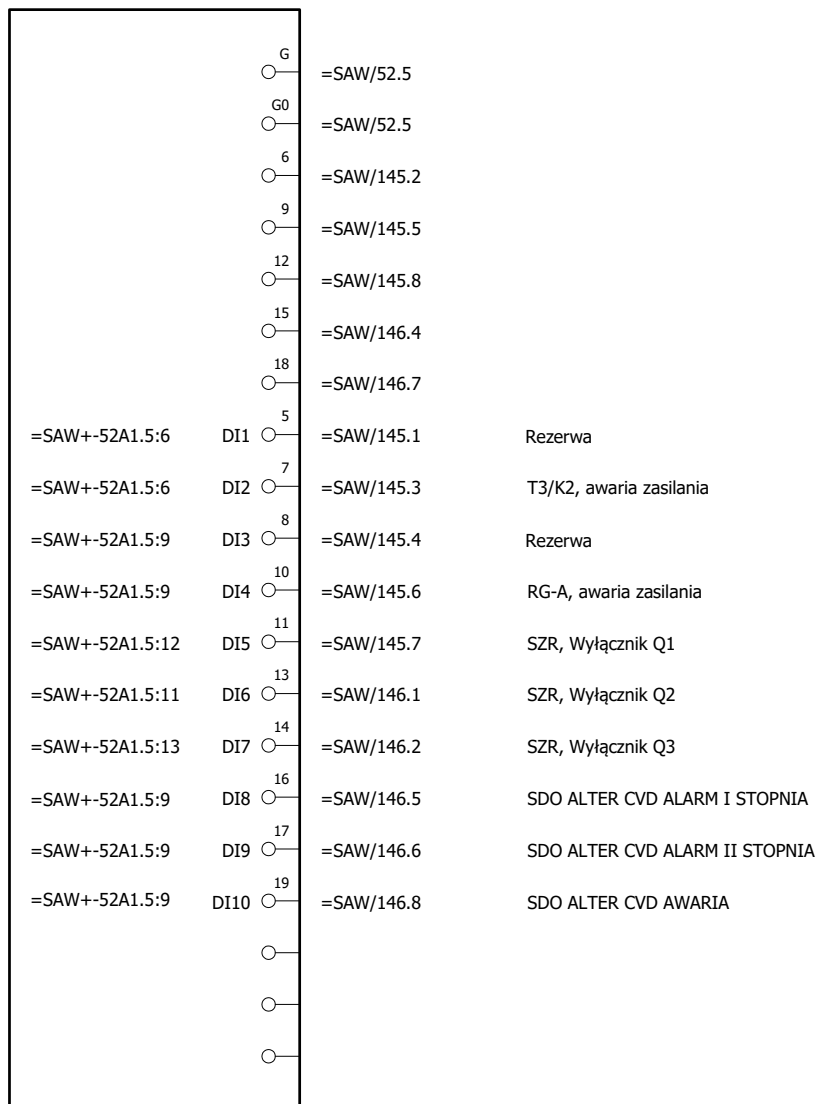 G
=SAW/52.5
G0
=SAW/52.5
6
=SAW/145.2
9
=SAW/145.5
12
=SAW/145.8
15
=SAW/146.4
18
=SAW/146.7
5
=SAW+-52A1.5:6 DI1 =SAW/145.1 Rezerwa
7
=SAW+-52A1.5:6 DI2 =SAW/145.3 T3/K2, awaria zasilania
8
=SAW+-52A1.5:9 DI3 =SAW/145.4 Rezerwa
10
=SAW+-52A1.5:9 DI4 =SAW/145.6 RG-A, awaria zasilania
11
=SAW+-52A1.5:12 DI5 =SAW/145.7 SZR, Wyłącznik Q1
13
=SAW+-52A1.5:11 DI6 =SAW/146.1 SZR, Wyłącznik Q2
14
=SAW+-52A1.5:13 DI7 =SAW/146.2 SZR, Wyłącznik Q3
16
=SAW+-52A1.5:9 DI8 =SAW/146.5 SDO ALTER CVD ALARM I STOPNIA
17
=SAW+-52A1.5:9 DI9 =SAW/146.6 SDO ALTER CVD ALARM II STOPNIA
19
=SAW+-52A1.5:9 DI10 =SAW/146.8 SDO ALTER CVD AWARIA